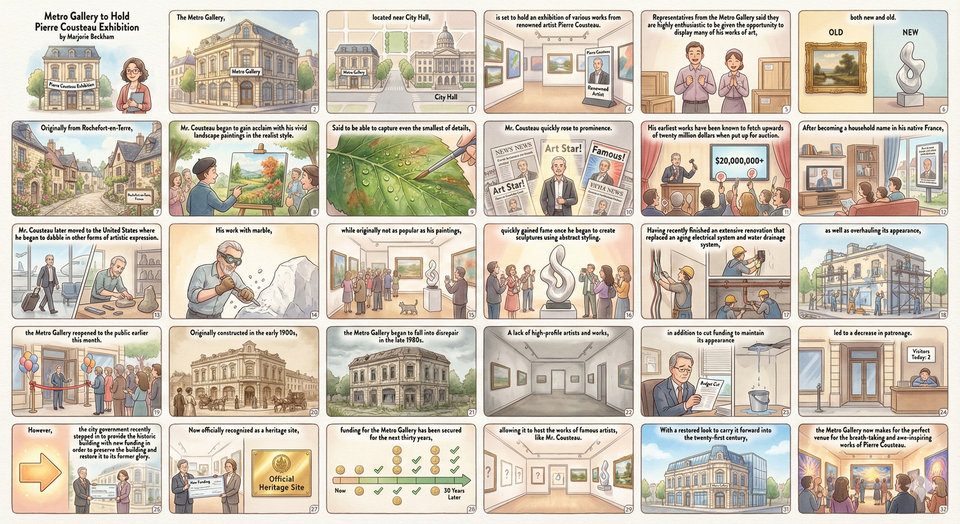 Metro Gallery to Hold
Pierre Cousteau Exhibition
by Marjorie Beckham
Pierre Cousteau Exhibition
The Metro Gallery,
Metro Gallery
2
located near City Hall,
Metro Gallery
City Hall
3
is set to hold an exhibition of various works from
renowned artist Pierre Cousteau.
Pierre Cousteau
Renowned
Artist
4
Representatives from the Metro Gallery said they
are highly enthusiastic to be given the opportunity to
display many of his works of art,
5
both new and old.
OLD
NEW
6
Originally from Rochefort-en-Terre,
Rochefort-en-Terre,
France
7
Mr. Cousteau began to gain acclaim with his vivid
landscape paintings in the realist style.
8
Said to be able to capture even the smallest of details,
9
Mr. Cousteau quickly rose to prominence.
NEWS NEWS
Art Star!
Art Star!
Famous!
10
His earliest works have been known to fetch upwards
of twenty million dollars when put up for auction.
$20,000,000+
11
After becoming a household name in his native France,
12
Mr. Cousteau later moved to the United States where
he began to dabble in other forms of artistic expression.
13
His work with marble,
14
while originally not as popular as his paintings,
15
quickly gained fame once he began to create
sculptures using abstract styling.
16
Having recently finished an extensive renovation that
replaced an aging electrical system and water drainage
system,
17
as well as overhauling its appearance,
18
the Metro Gallery reopened to the public earlier
this month.
19
Originally constructed in the early 1900s,
20
the Metro Gallery began to fall into disrepair
in the late 1980s.
21
A lack of high-profile artists and works,
22
in addition to cut funding to maintain
its appearance
Budget Cut
23
led to a decrease in patronage.
Visitors
Today: 2
24
However,
the city government recently
stepped in to provide the historic
building with new funding in
order to preserve the building and
restore it to its former glory.
26
Now officially recognised as a heritage site,
New Funding
Official
Heritage Site
27
funding for the Metro Gallery has been secured
for the next thirty years,
Now
30 Years
Later
28
allowing it to host the works of famous artists,
like Mr. Cousteau.
29
With a restored look to carry it forward into
the twenty-first century,
31
the Metro Gallery now makes for the perfect
venue for the breath-taking and awe-inspiring
works of Pierre Cousteau.
32